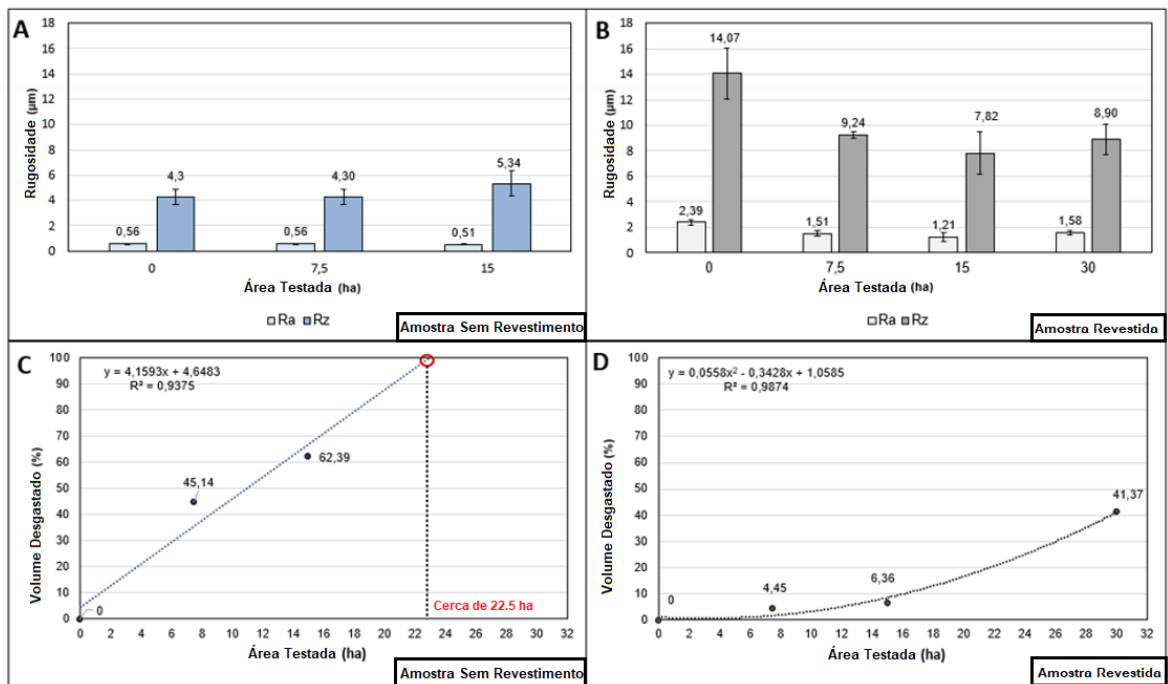 A
Rugosidade (µm)
18
16
14
12
10
8
6
4
2
0
0,56
4,3
0,56
4,30
0,51
5,34
0
7,5
15
Área Testada (ha)
Ra Rz
Amostra Sem Revestimento
B
Rugosidade (µm)
18
16
14
12
10
8
6
4
2
0
2,39
14,07
1,51
9,24
1,21
7,82
1,58
8,90
0
7,5
15
30
Área Testada (ha)
Ra Rz
Amostra Revestida
C
Volume Desgastado (%)
100
90
80
70
60
50
40
30
20
10
0
y = 4,1593x + 4,6483
R² = 0,9375
45,14
62,39
0
Cerca de 22.5 ha
0 2 4 6 8 10 12 14 16 18 20 22 24 26 28 30 32
Área Testada (ha)
Amostra Sem Revestimento
D
Volume Desgastado (%)
100
90
80
70
60
50
40
30
20
10
0
y = 0,0558x² - 0,3428x + 1,0585
R² = 0,9874
0
4,45
6,36
41,37
0 2 4 6 8 10 12 14 16 18 20 22 24 26 28 30 32
Área Testada (ha)
Amostra Revestida